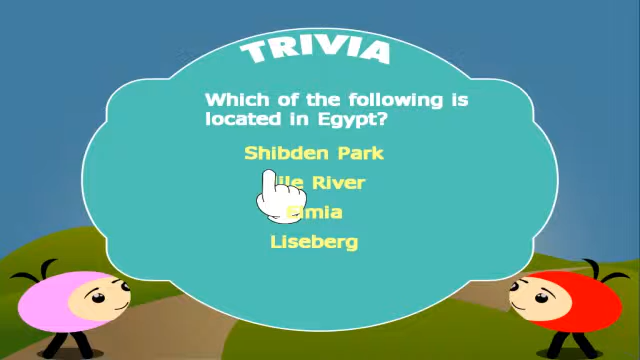 TRIVIA
Which of the following is
located in Egypt?
Shibden Park
River
Liseberg